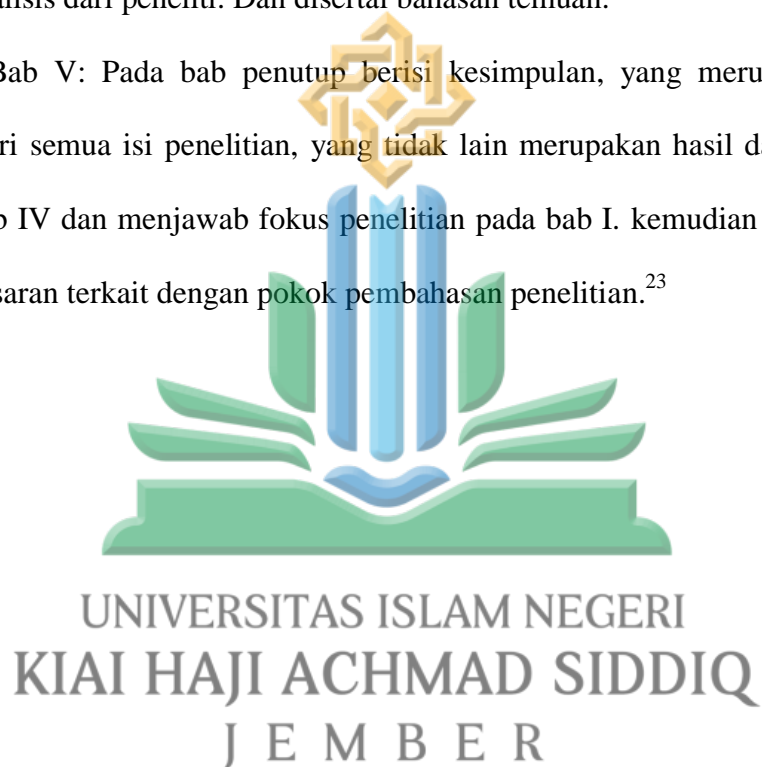 alisis dari peneliti. Dan disertai bahasan temuan.
Bab V: Pada bab penutup berisi kesimpulan, yang meru
ri semua isi penelitian, yang tidak lain merupakan hasil da
b IV dan menjawab fokus penelitian pada bab I. kemudian
saran terkait dengan pokok pembahasan penelitian.23
UNIVERSITAS ISLAM NEGERI
KIAI HAJI ACHMAD SIDDIQ
JEMBER